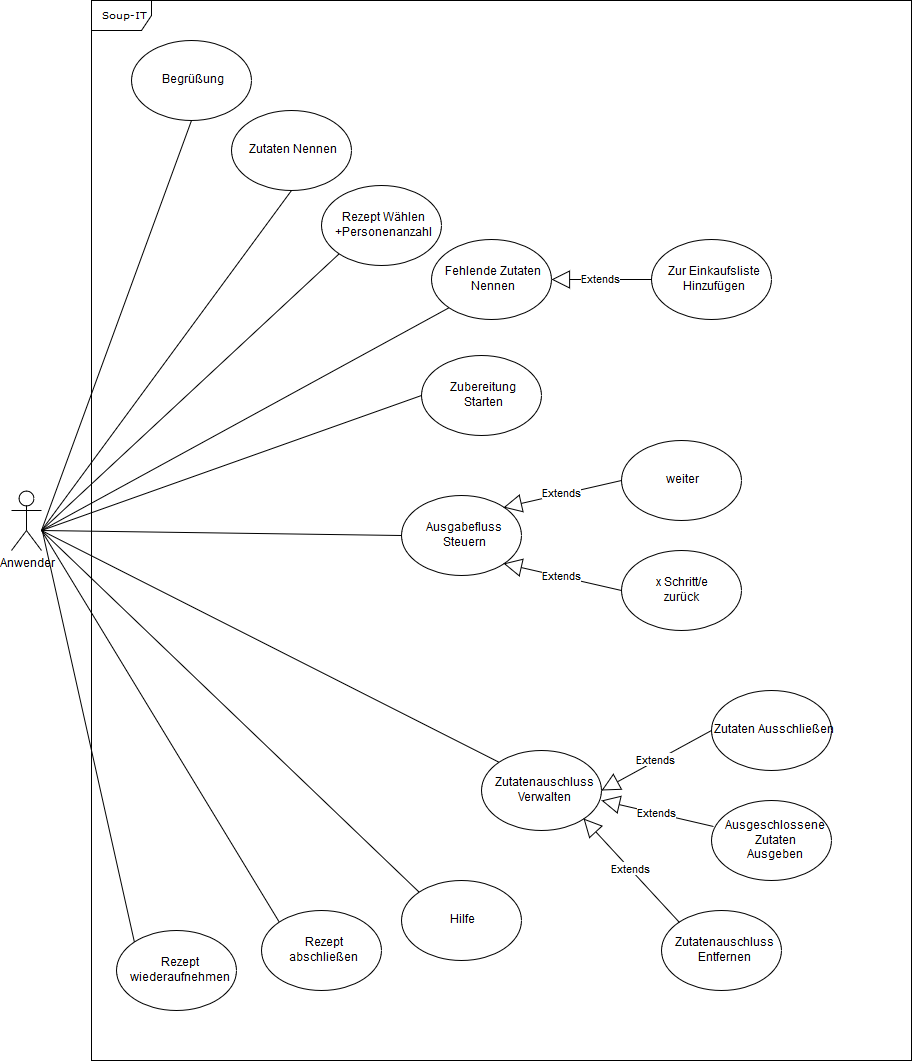 Soup-IT
Begrüßung
Zutaten Nennen
Rezept Wählen
+Personenanzahl
Fehlende Zutaten
Nennen
Extends
Zur Einkaufsliste
Hinzufügen
Zubereitung
Starten
weiter
Extends
Ausgabefluss
Steuern
Anwender
Extends
x Schritt/e
zurück
Zutaten Ausschließen
Extends
Zutatenauschluss
Verwalten
Extends
Ausgeschlossene
Zutaten
Ausgeben
Extends
Hilfe
Zutatenauschluss
Entfernen
Rezept
abschließen
Rezept
wiederaufnehmen